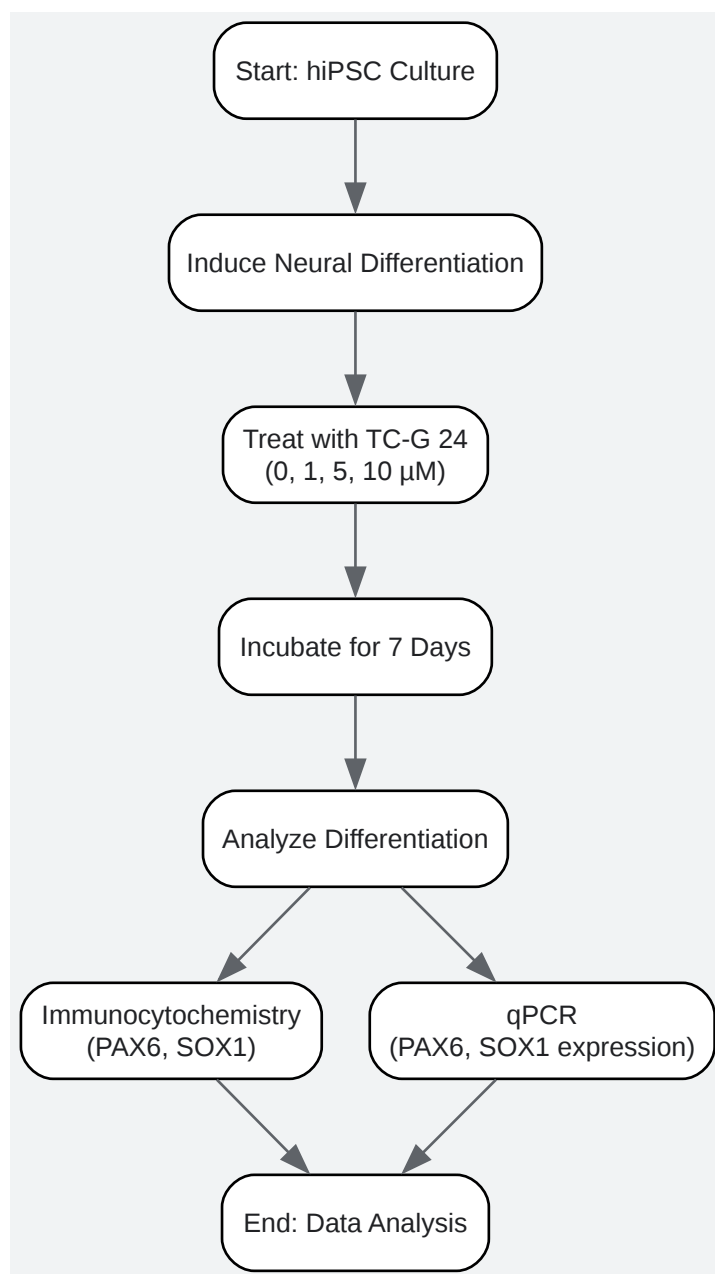 Start: hiPSC Culture
Induce Neural Differentiation
Treat with TC-G 24
(0, 1, 5, 10 µM)
Incubate for 7 Days
Analyze Differentiation
Immunocytochemistry
(PAX6, SOX1)
qPCR
(PAX6, SOX1 expression)
End: Data Analysis